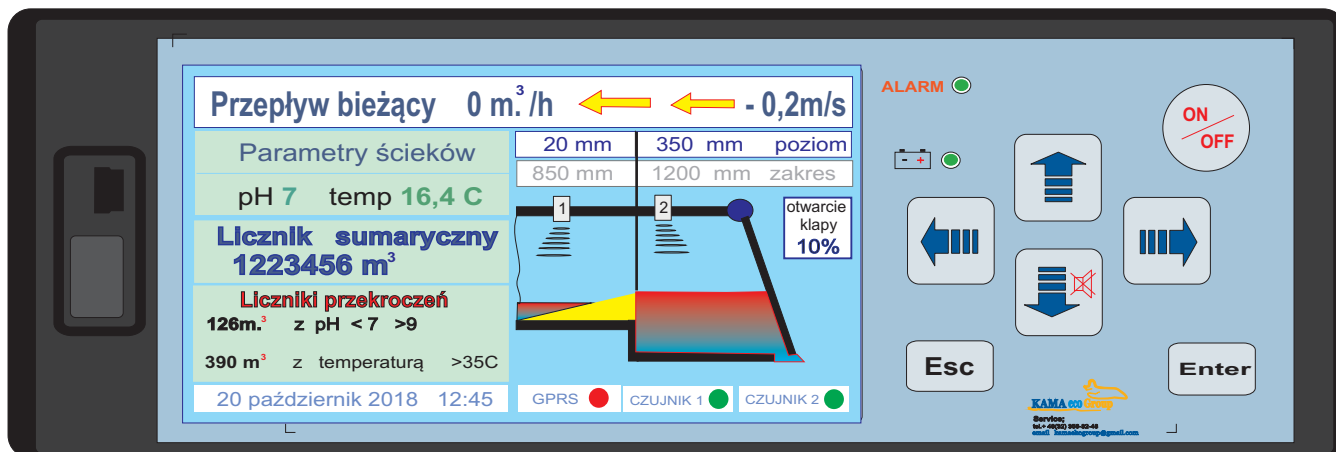 Przepływ bieżący 0 m.³/h - 0,2m/s
Parametry ścieków
pH 7 temp 16,4 C
Licznik sumaryczny
1223456 m³
Liczniki przekroczeń
126m.³ z pH < 7 >9
390 m³ z temperaturą >35C
20 październik 2018 12:45
20 mm 350 mm poziom
850 mm 1200 mm zakres
1 2
otwarcie
klapy
10%
GPRS CZUJNIK 1 CZUJNIK 2
ALARM
- +
ON
OFF
Esc
Enter
KAMA eco Group
Service;